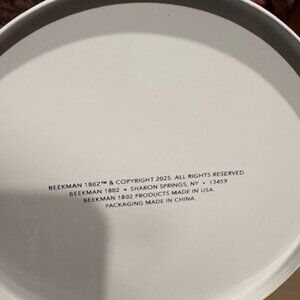 BEEKMAN 1802™ & COPYRIGHT 2025. ALL RIGHTS RESERVED.
BEEKMAN 1802 • SHARON SPRINGS, NY • 13459
BEEKMAN 1802 PRODUCTS MADE IN USA.
PACKAGING MADE IN CHINA.